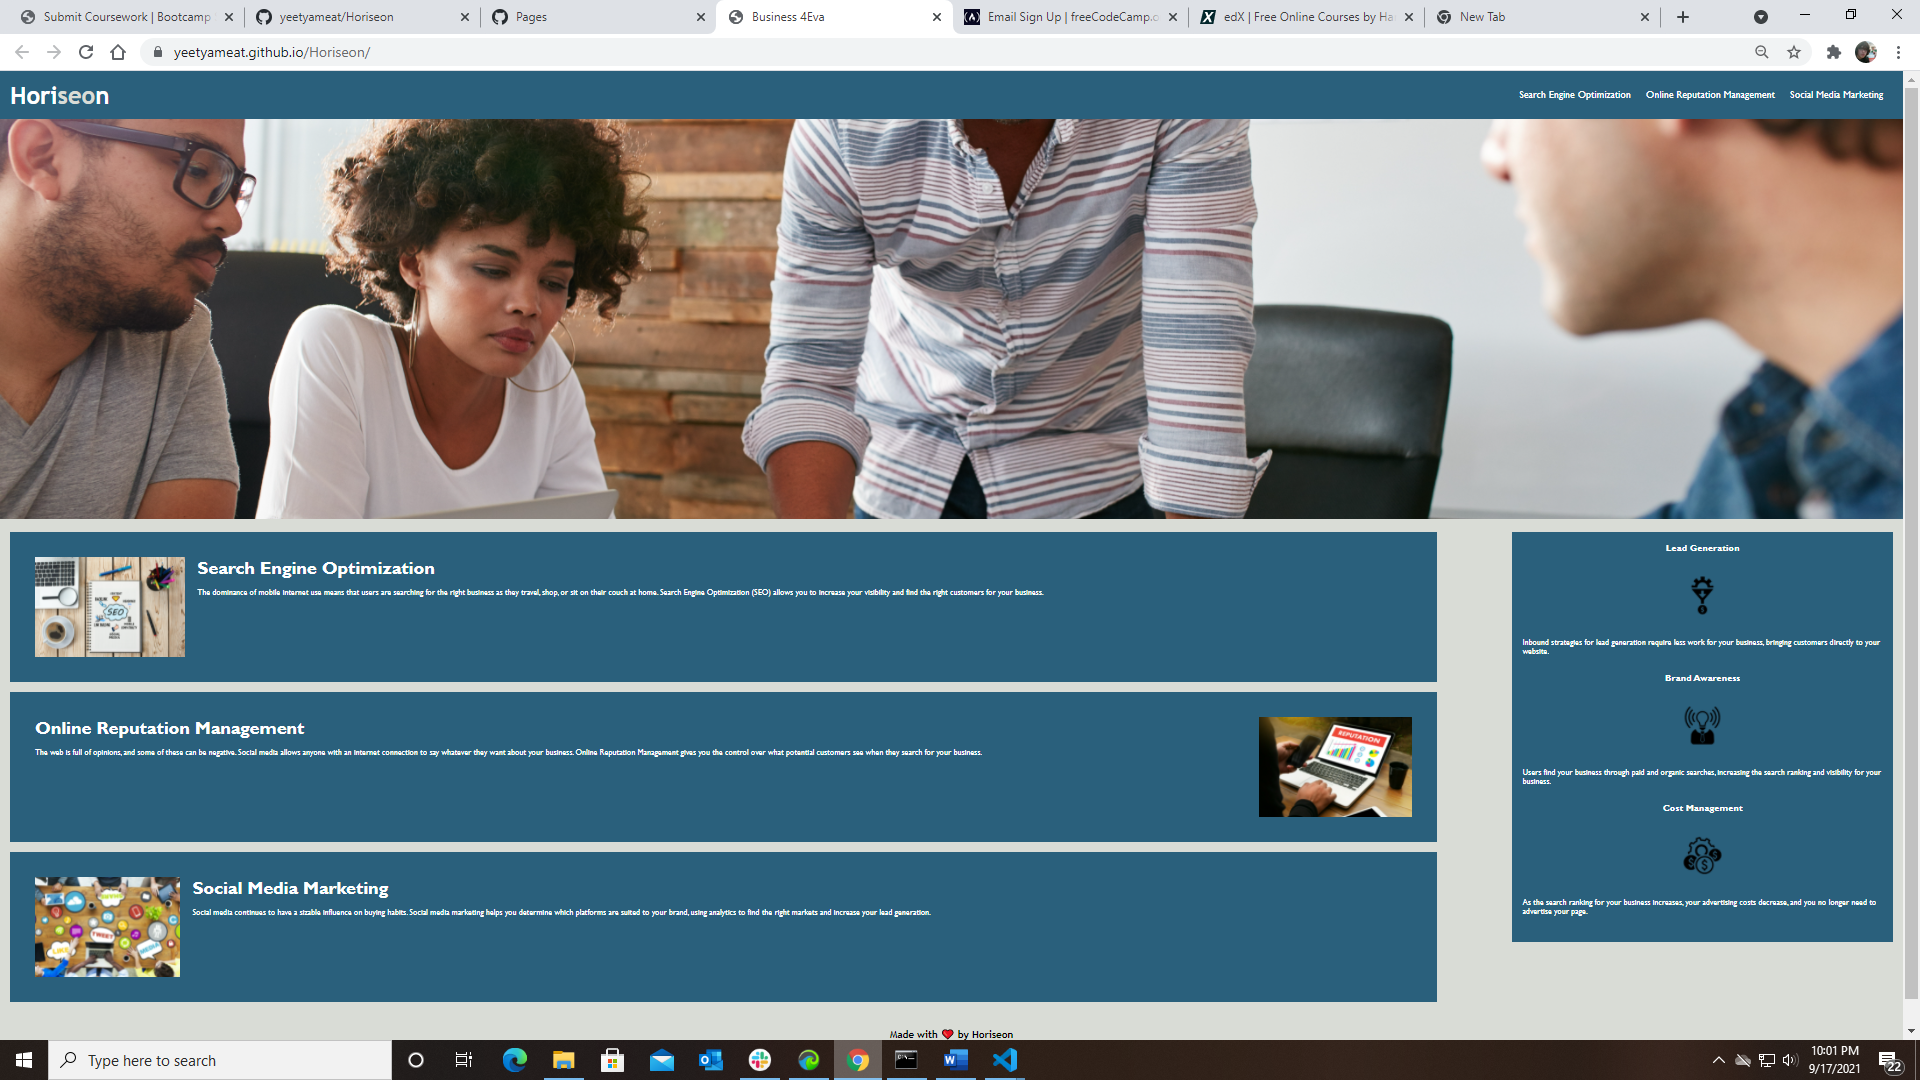 Submit Coursework | Bootcamp
yeetyameat/Horiseon
Pages
Business 4Eva
Email Sign Up | freeCodeCamp.o
edX | Free Online Courses by Ha
New Tab
yeetyameat.github.io/Horiseon/
Horiseon
Search Engine Optimization
Online Reputation Management
Social Media Marketing
SEO
Search Engine Optimization
The dominance of mobile internet use means that users are searching for the right business as they travel, shop, or sit on their couch at home. Search Engine Optimization (SEO) allows you to increase your visibility and find the right customers for your business.
Online Reputation Management
The web is full of opinions, and some of these can be negative. Social media allows anyone with an internet connection to say whatever they want about your business. Online Reputation Management gives you the control over what potential customers see when they search for your business.
REPUTATION
TWEET
LIKE
MEDIA
Social Media Marketing
Social media continues to have a sizable influence on buying habits. Social media marketing helps you determine which platforms are suited to your brand, using analytics to find the right markets and increase your lead generation.
Lead Generation
Inbound strategies for lead generation require less work for your business, bringing customers directly to your
website.
Brand Awareness
Users find your business through paid and organic searches, increasing the search ranking and visibility for your
business.
Cost Management
As the search ranking for your business increases, your advertising costs decrease, and you no longer need to
advertise your page.
Made with ❤️ by Horiseon
Type here to search
10:01 PM
9/17/2021
22